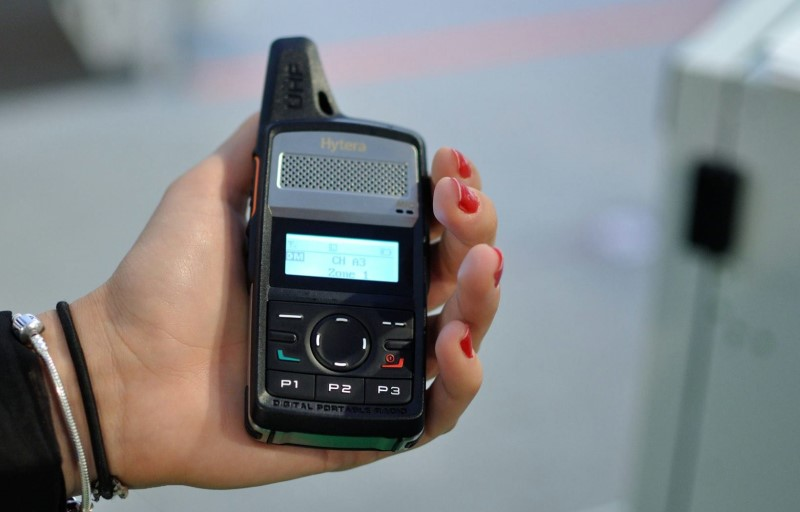 UHF
Hytera
CH A3
Zone 1
P1 P2 P3
DIGITAL PORTABLE RADIO